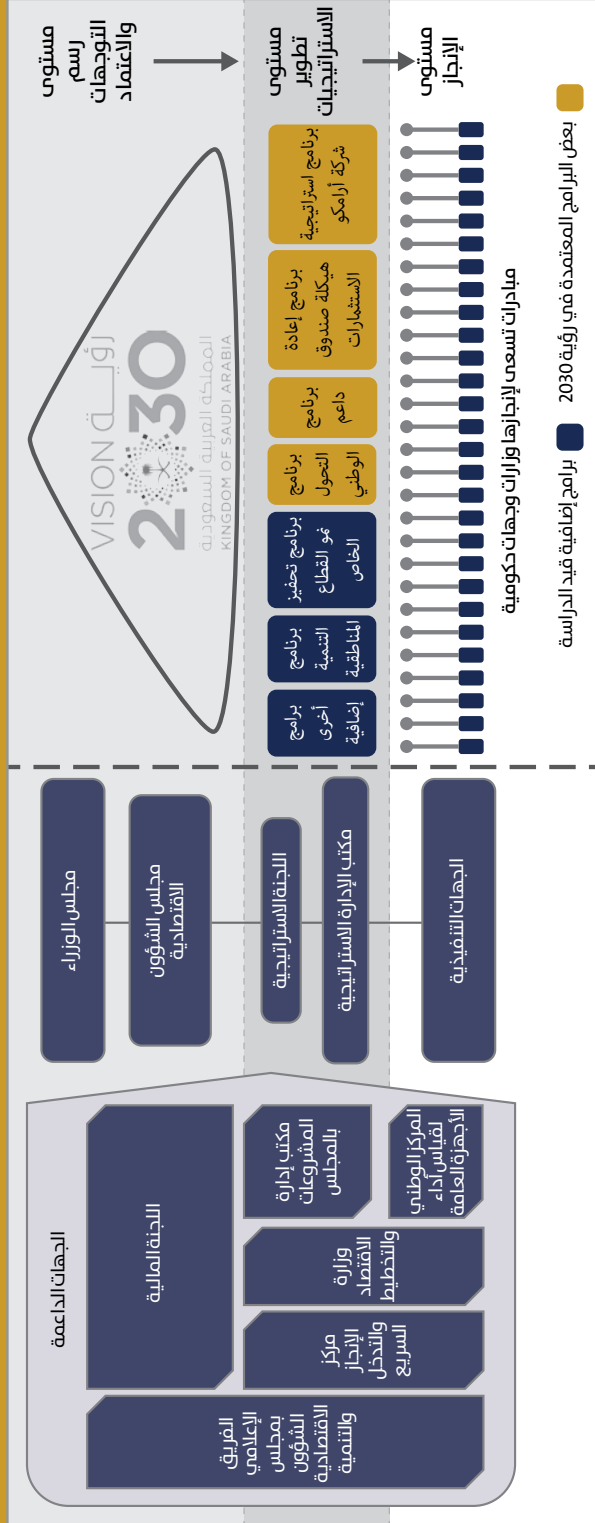 مستوى
رسم
التوجهات
والاعتماد
مستوى
تطوير
الاستراتيجيات
مستوى
الإنجاز
رؤيـــة VISION
2030
المملكة العربية السعودية
KINGDOM OF SAUDI ARABIA
برنامج استراتيجية
شركة أرامكو
برنامج إعادة
هيكلة صندوق
الاستثمارات
برنامج
داعم
برنامج
التحول
الوطني
برنامج تحفيز
نمو القطاع
الخاص
برنامج
التنمية
المناطقية
برامج
أخرى
إضافية
مبادرات تسعى لإنجازها وزارات وجهات حكومية
بعض البرامج المعتمدة في رؤية 2030
برامج إضافية قيد الدراسة
مجلس الوزراء
مجلس الشؤون
الاقتصادية
اللجنة الاستراتيجية
مكتب الإدارة الاستراتيجية
الجهات التنفيذية
الجهات الداعمة
اللجنة المالية
مكتب إدارة
المشروعات
بالمجلس
المركز الوطني
لقياس أداء
الأجهزة العامة
وزارة
الاقتصاد
والتخطيط
مركز
الإنجاز
والتدخل
السريع
الفريق
الإعلامي
بمجلس
الشؤون
الاقتصادية
والتنمية